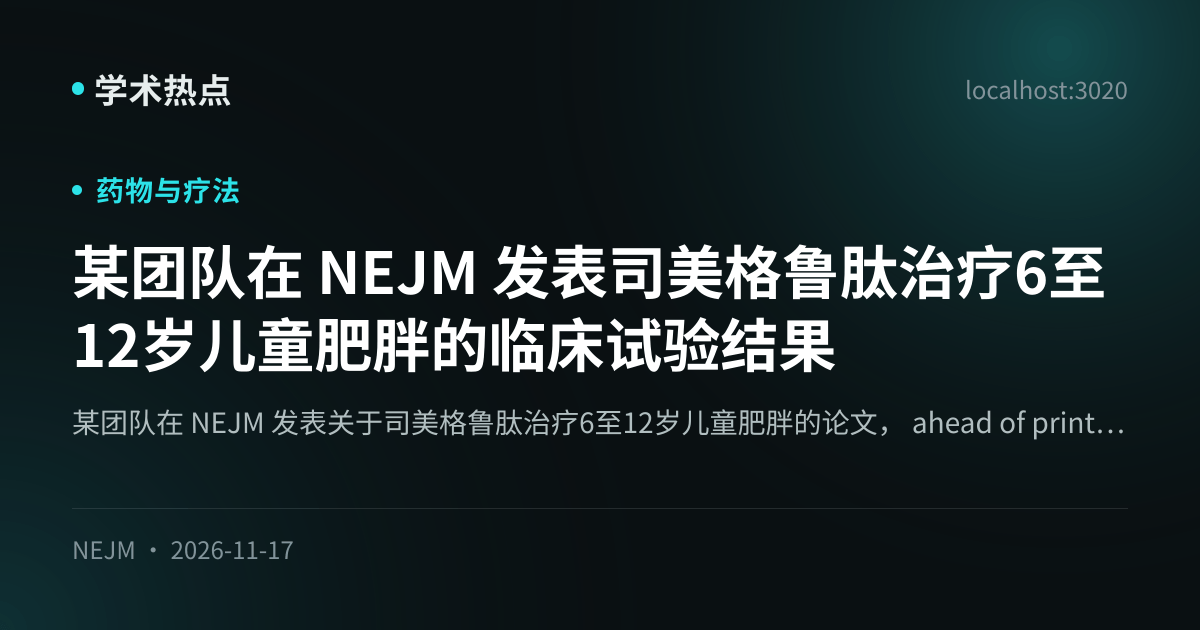 学术热点
localhost:3020
药物与疗法
某团队在 NEJM 发表司美格鲁肽治疗6至
12岁儿童肥胖的临床试验结果
某团队在 NEJM 发表关于司美格鲁肽治疗6至12岁儿童肥胖的论文， ahead of print…
NEJM · 2026-11-17